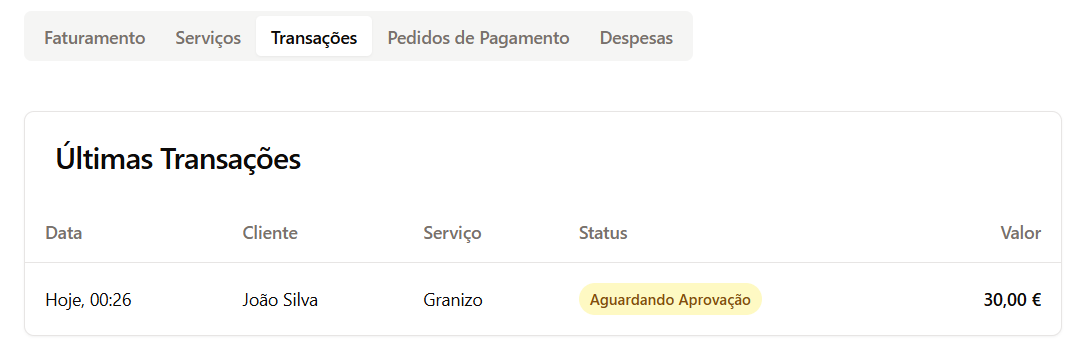 Faturamento Serviços Transações Pedidos de Pagamento Despesas
Últimas Transações
Data Cliente Serviço Status Valor
Hoje, 00:26 João Silva Granizo Aguardando Aprovação 30,00 €